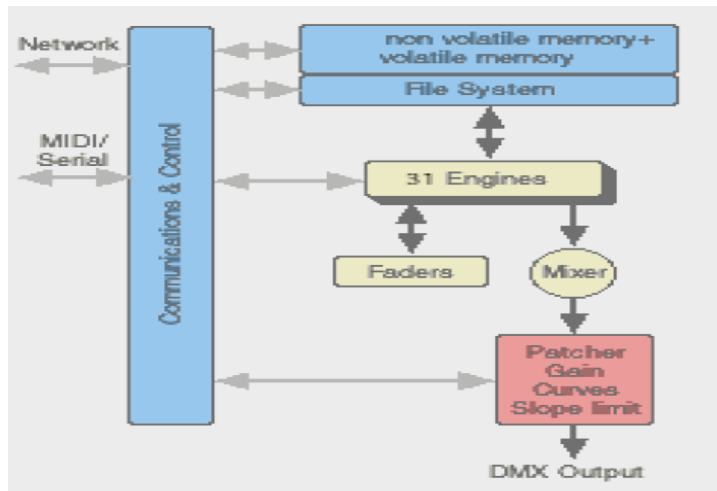 Network
non volatile memory+
volatile memory
File System
MIDI/
Serial
31 Engines
Communications & Control
Faders
Mixer
Patcher
Gain
Curves
Slope limit
DMX Output